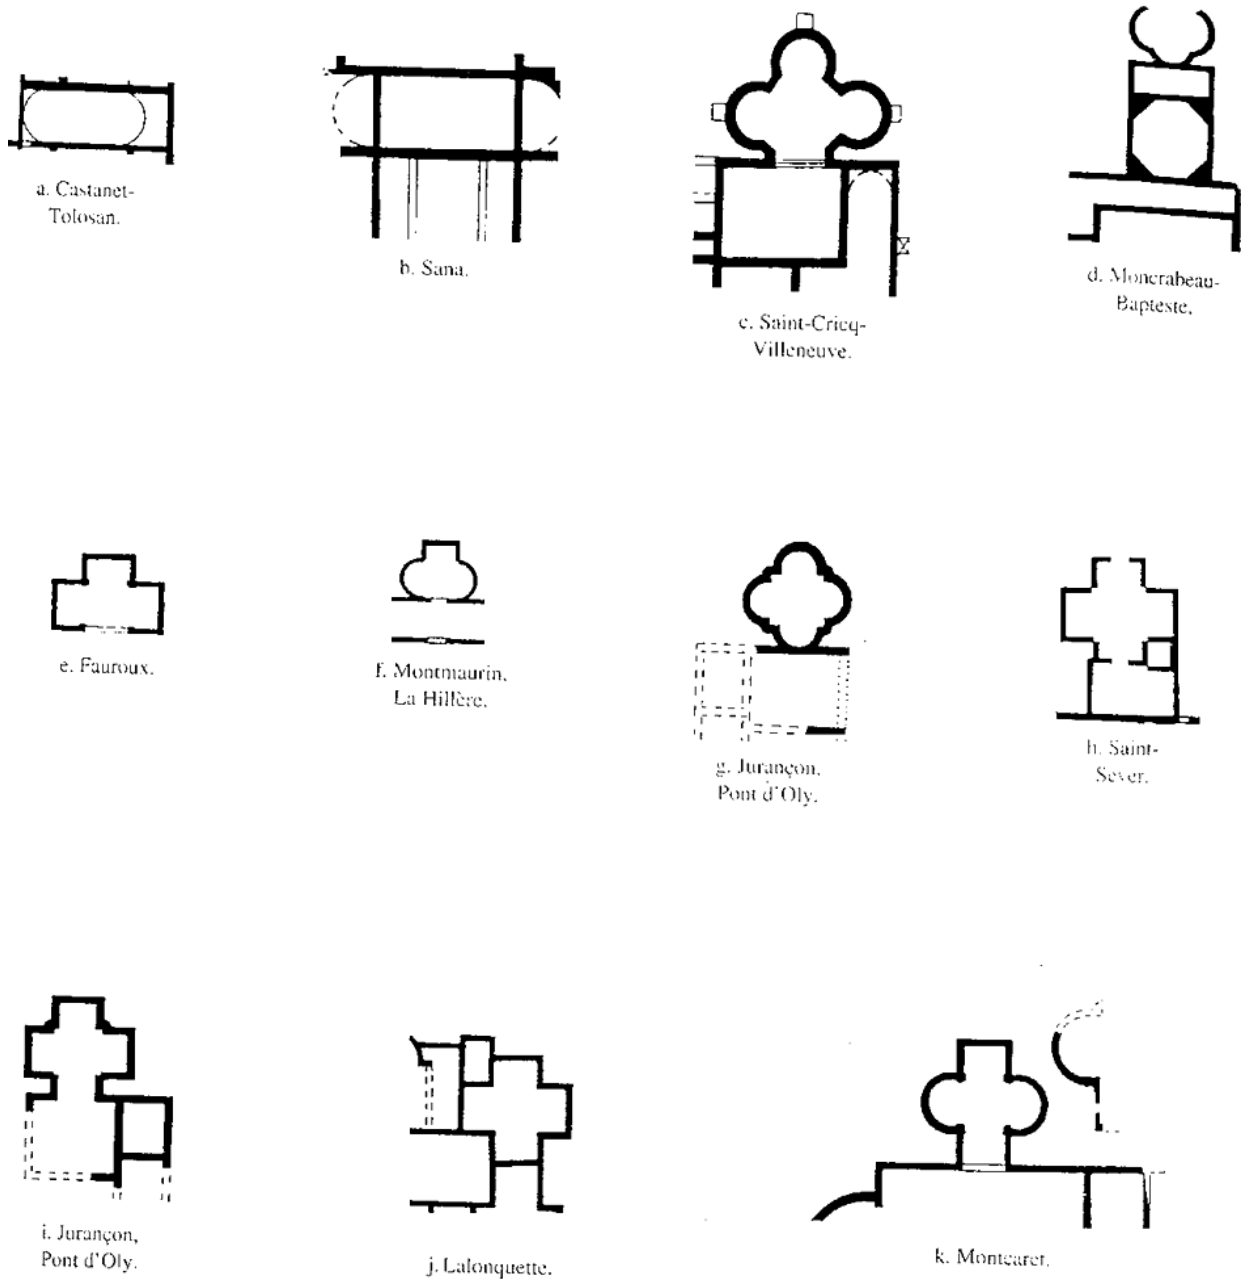 a. Castanet-
Tolosan.
b. Sana.
c. Saint-Cricq-
Villeneuve.
d. Moncrabeau-
Bapteste.
e. Fauroux.
f. Montmaurin,
La Hillère.
g. Jurançon,
Pont d'Oly.
h. Saint-
Sever.
i. Jurançon,
Pont d'Oly.
j. Lalonquette.
k. Montcaret.